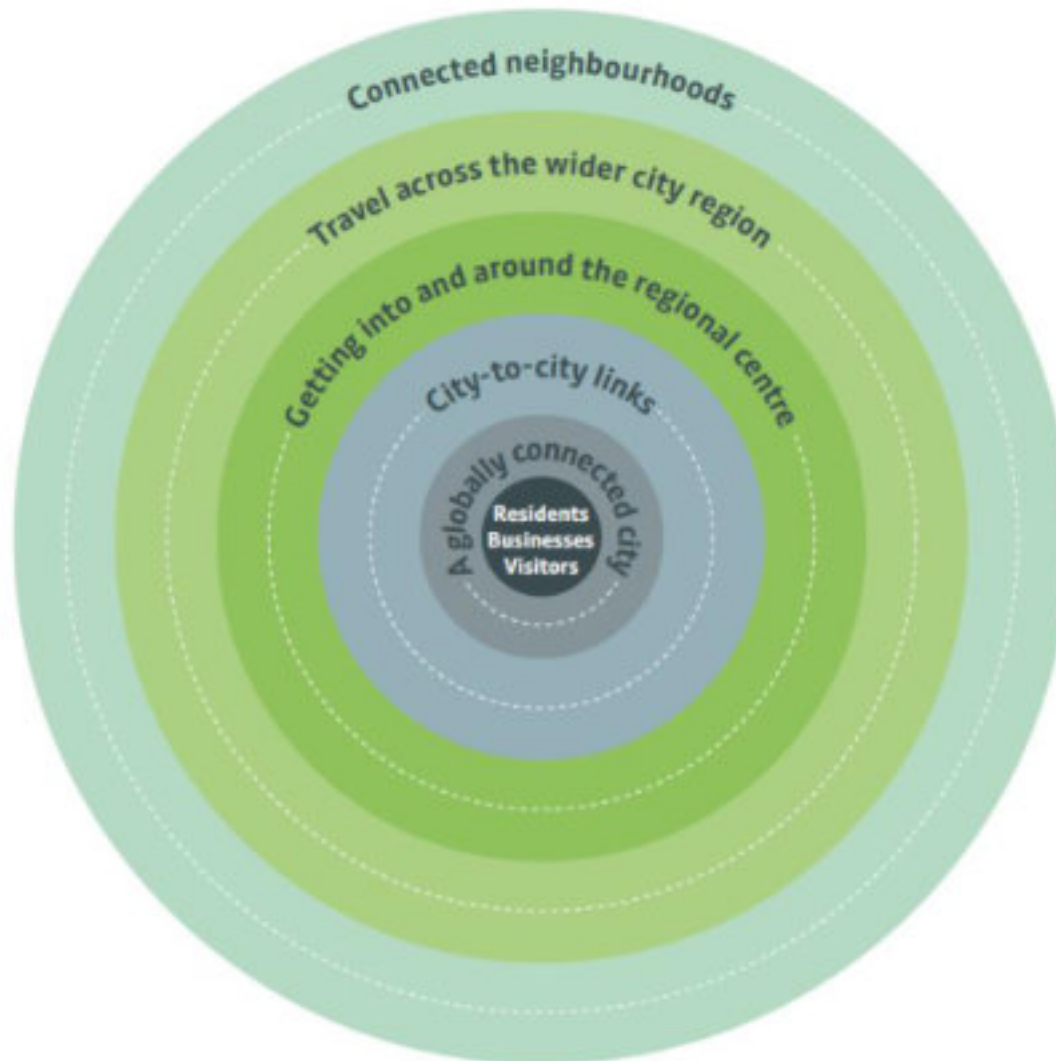 Connected neighbourhoods
Travel across the wider city region
Getting into and around the regional centre
City-to-city links
A globally connected city
Residents
Businesses
Visitors